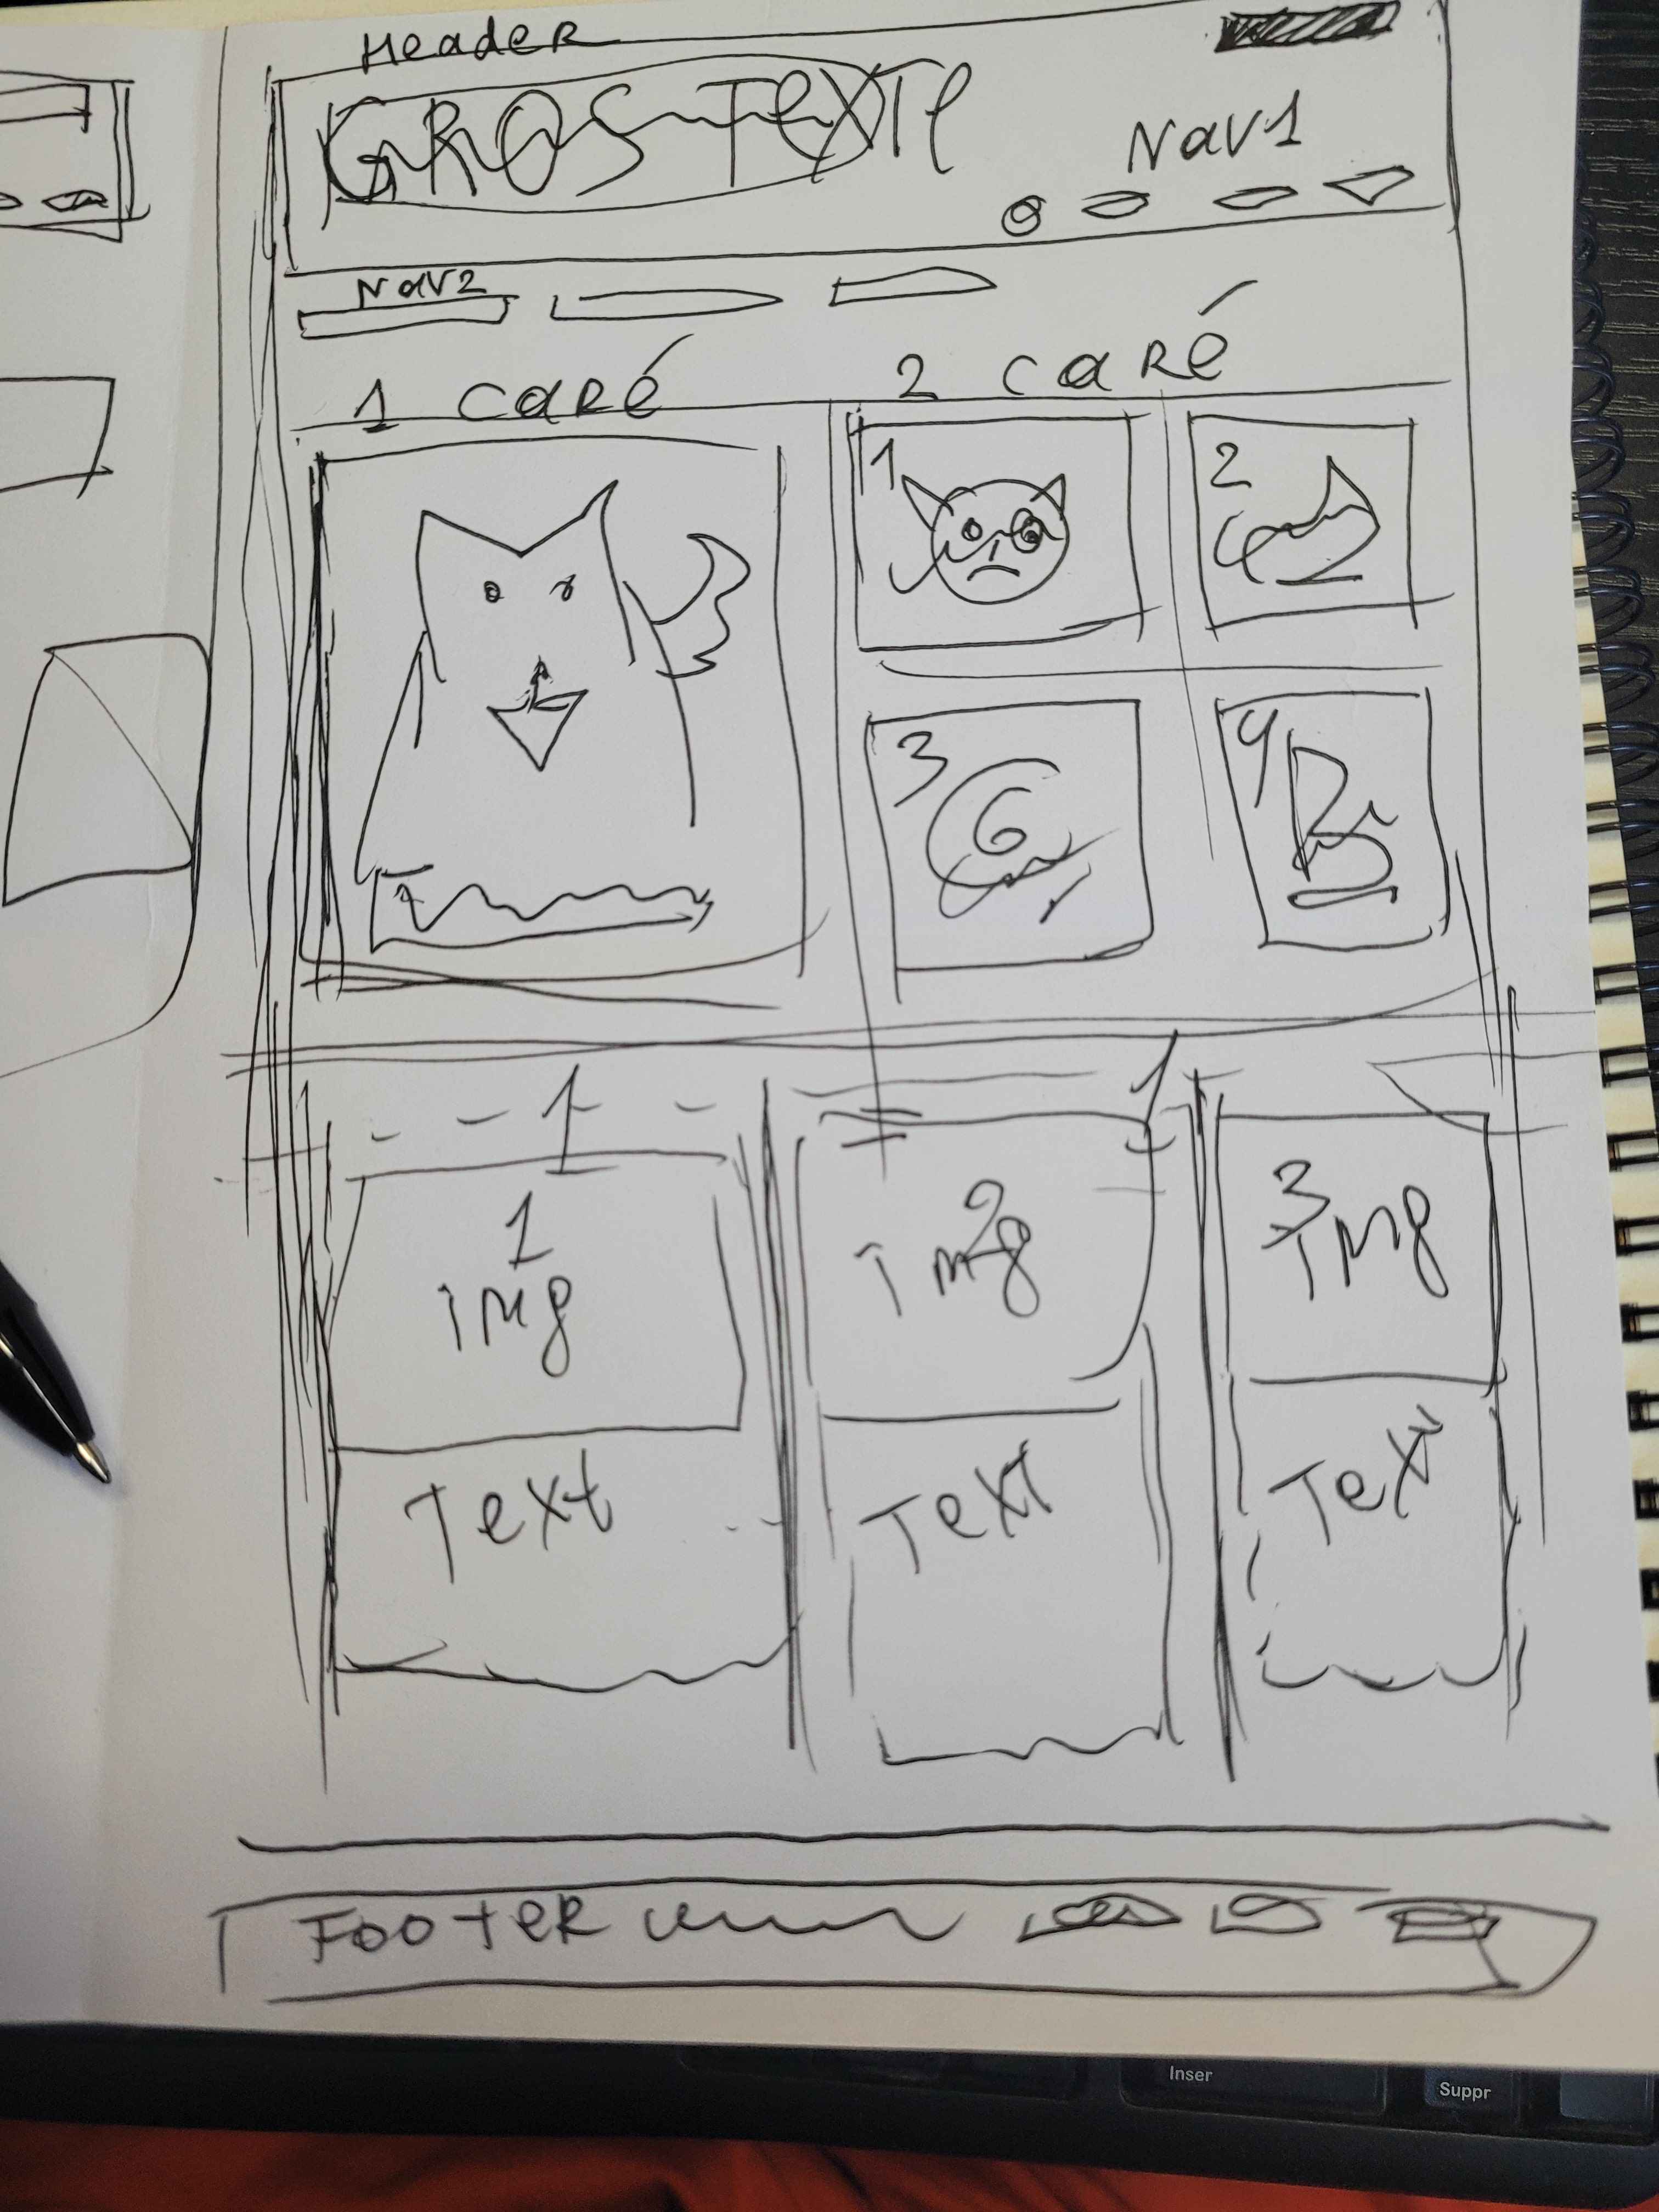 Header
GROS TEXTE
Nav1
Nav2
1 caré
2 caré
1
2
3
4
1
1
1
img
2
img
3
img
Text
Text
Text
FOOTER
Inser
Suppr